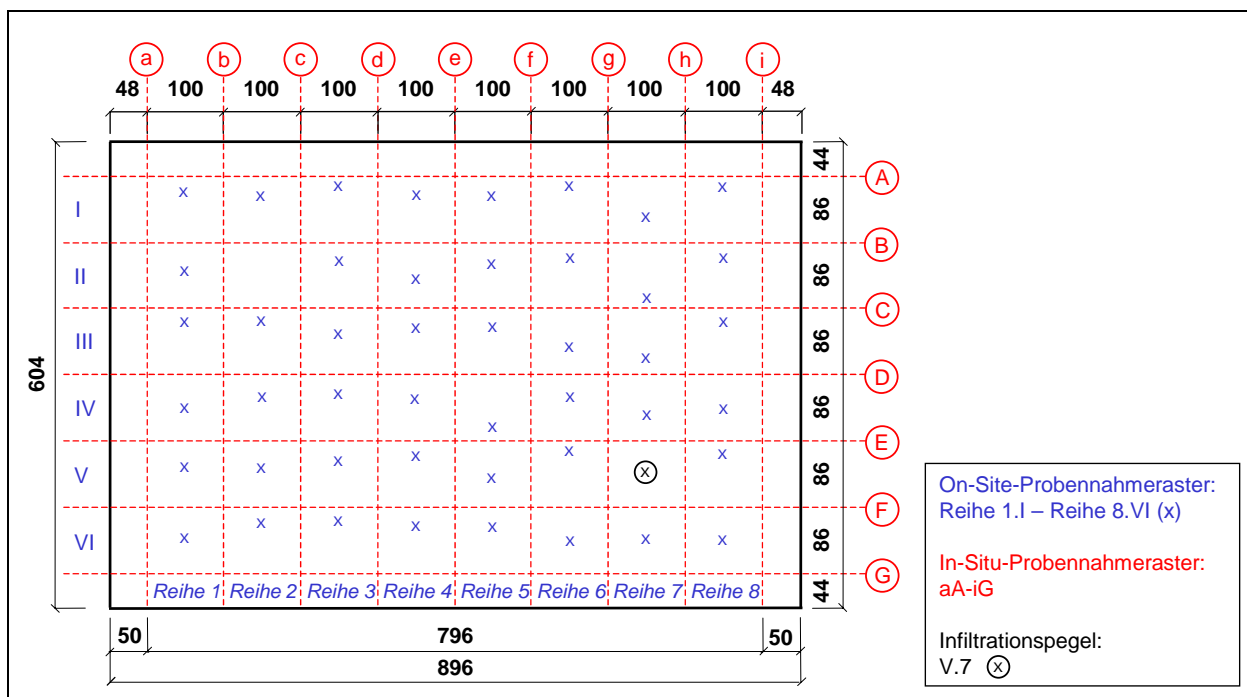 a b c d e f g h i
48 100 100 100 100 100 100 100 100 48
44
A
I x x x x x x x x 86
B
II x x x x x x x 86
C
604
III x x x x x x x x 86
D
IV x x x x x x x x 86
E
V x x x x x x x x 86
F
VI x x x x x x x x 86
G
Reihe 1 Reihe 2 Reihe 3 Reihe 4 Reihe 5 Reihe 6 Reihe 7 Reihe 8 44
50 796 50
896
On-Site-Probennahmeraster:
Reihe 1.I – Reihe 8.VI (x)
In-Situ-Probennahmeraster:
aA-iG
Infiltrationspegel:
V.7 x